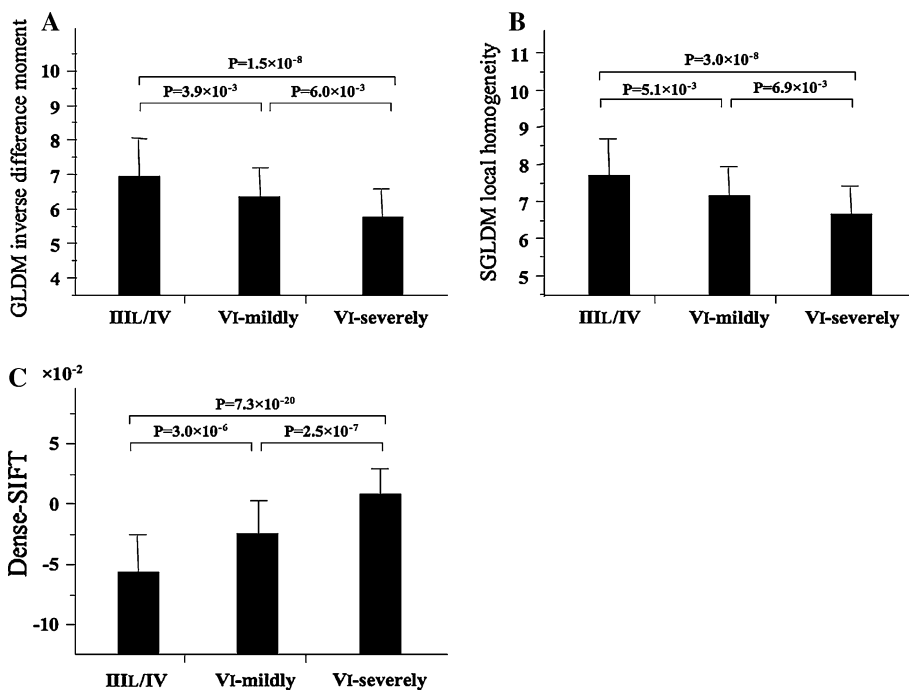 A
GLDM inverse difference moment
10
9
8
7
6
5
4
P=1.5×10-8
P=3.9×10-3
P=6.0×10-3
IIIL/IV
VI-mildly
VI-severely
B
SGLDM local homogeneity
11
10
9
8
7
6
5
P=3.0×10-8
P=5.1×10-3
P=6.9×10-3
IIIL/IV
VI-mildly
VI-severely
C
×10-2
Dense-SIFT
5
0
-5
-10
P=7.3×10-20
P=3.0×10-6
P=2.5×10-7
IIIL/IV
VI-mildly
VI-severely